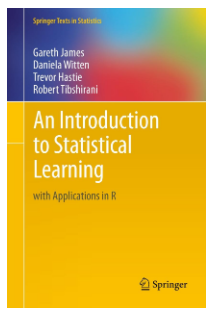 Springer Texts in Statistics
Gareth James
Daniela Witten
Trevor Hastie
Robert Tibshirani
An Introduction
to Statistical
Learning
with Applications in R
Springer